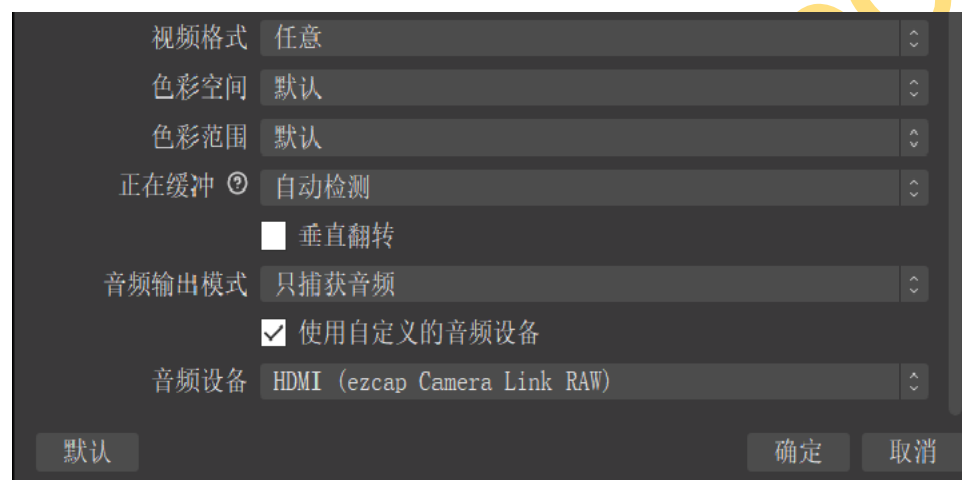 视频格式 任意
色彩空间 默认
色彩范围 默认
正在缓冲 ? 自动检测
垂直翻转
音频输出模式 只捕获音频
使用自定义的音频设备
音频设备 HDMI (ezcap Camera Link RAW)
默认 确定 取消